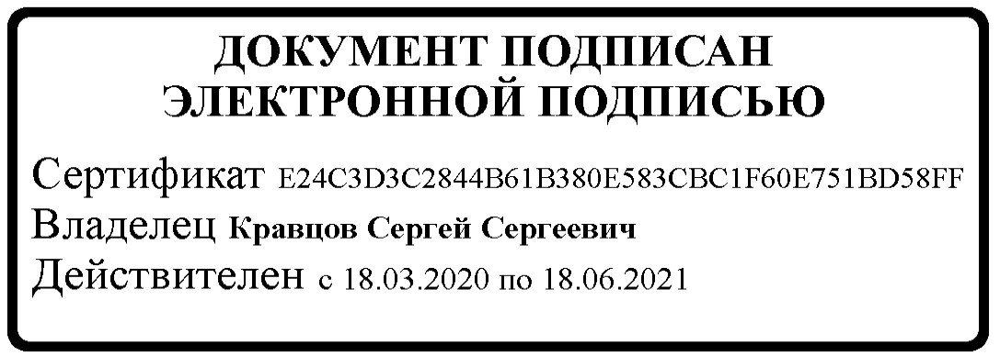 ДОКУМЕНТ ПОДПИСАН
ЭЛЕКТРОННОЙ ПОДПИСЬЮ
Сертификат E24C3D3C2844B61B380E583CBC1F60E751BD58FF
Владелец Кравцов Сергей Сергеевич
Действителен с 18.03.2020 по 18.06.2021